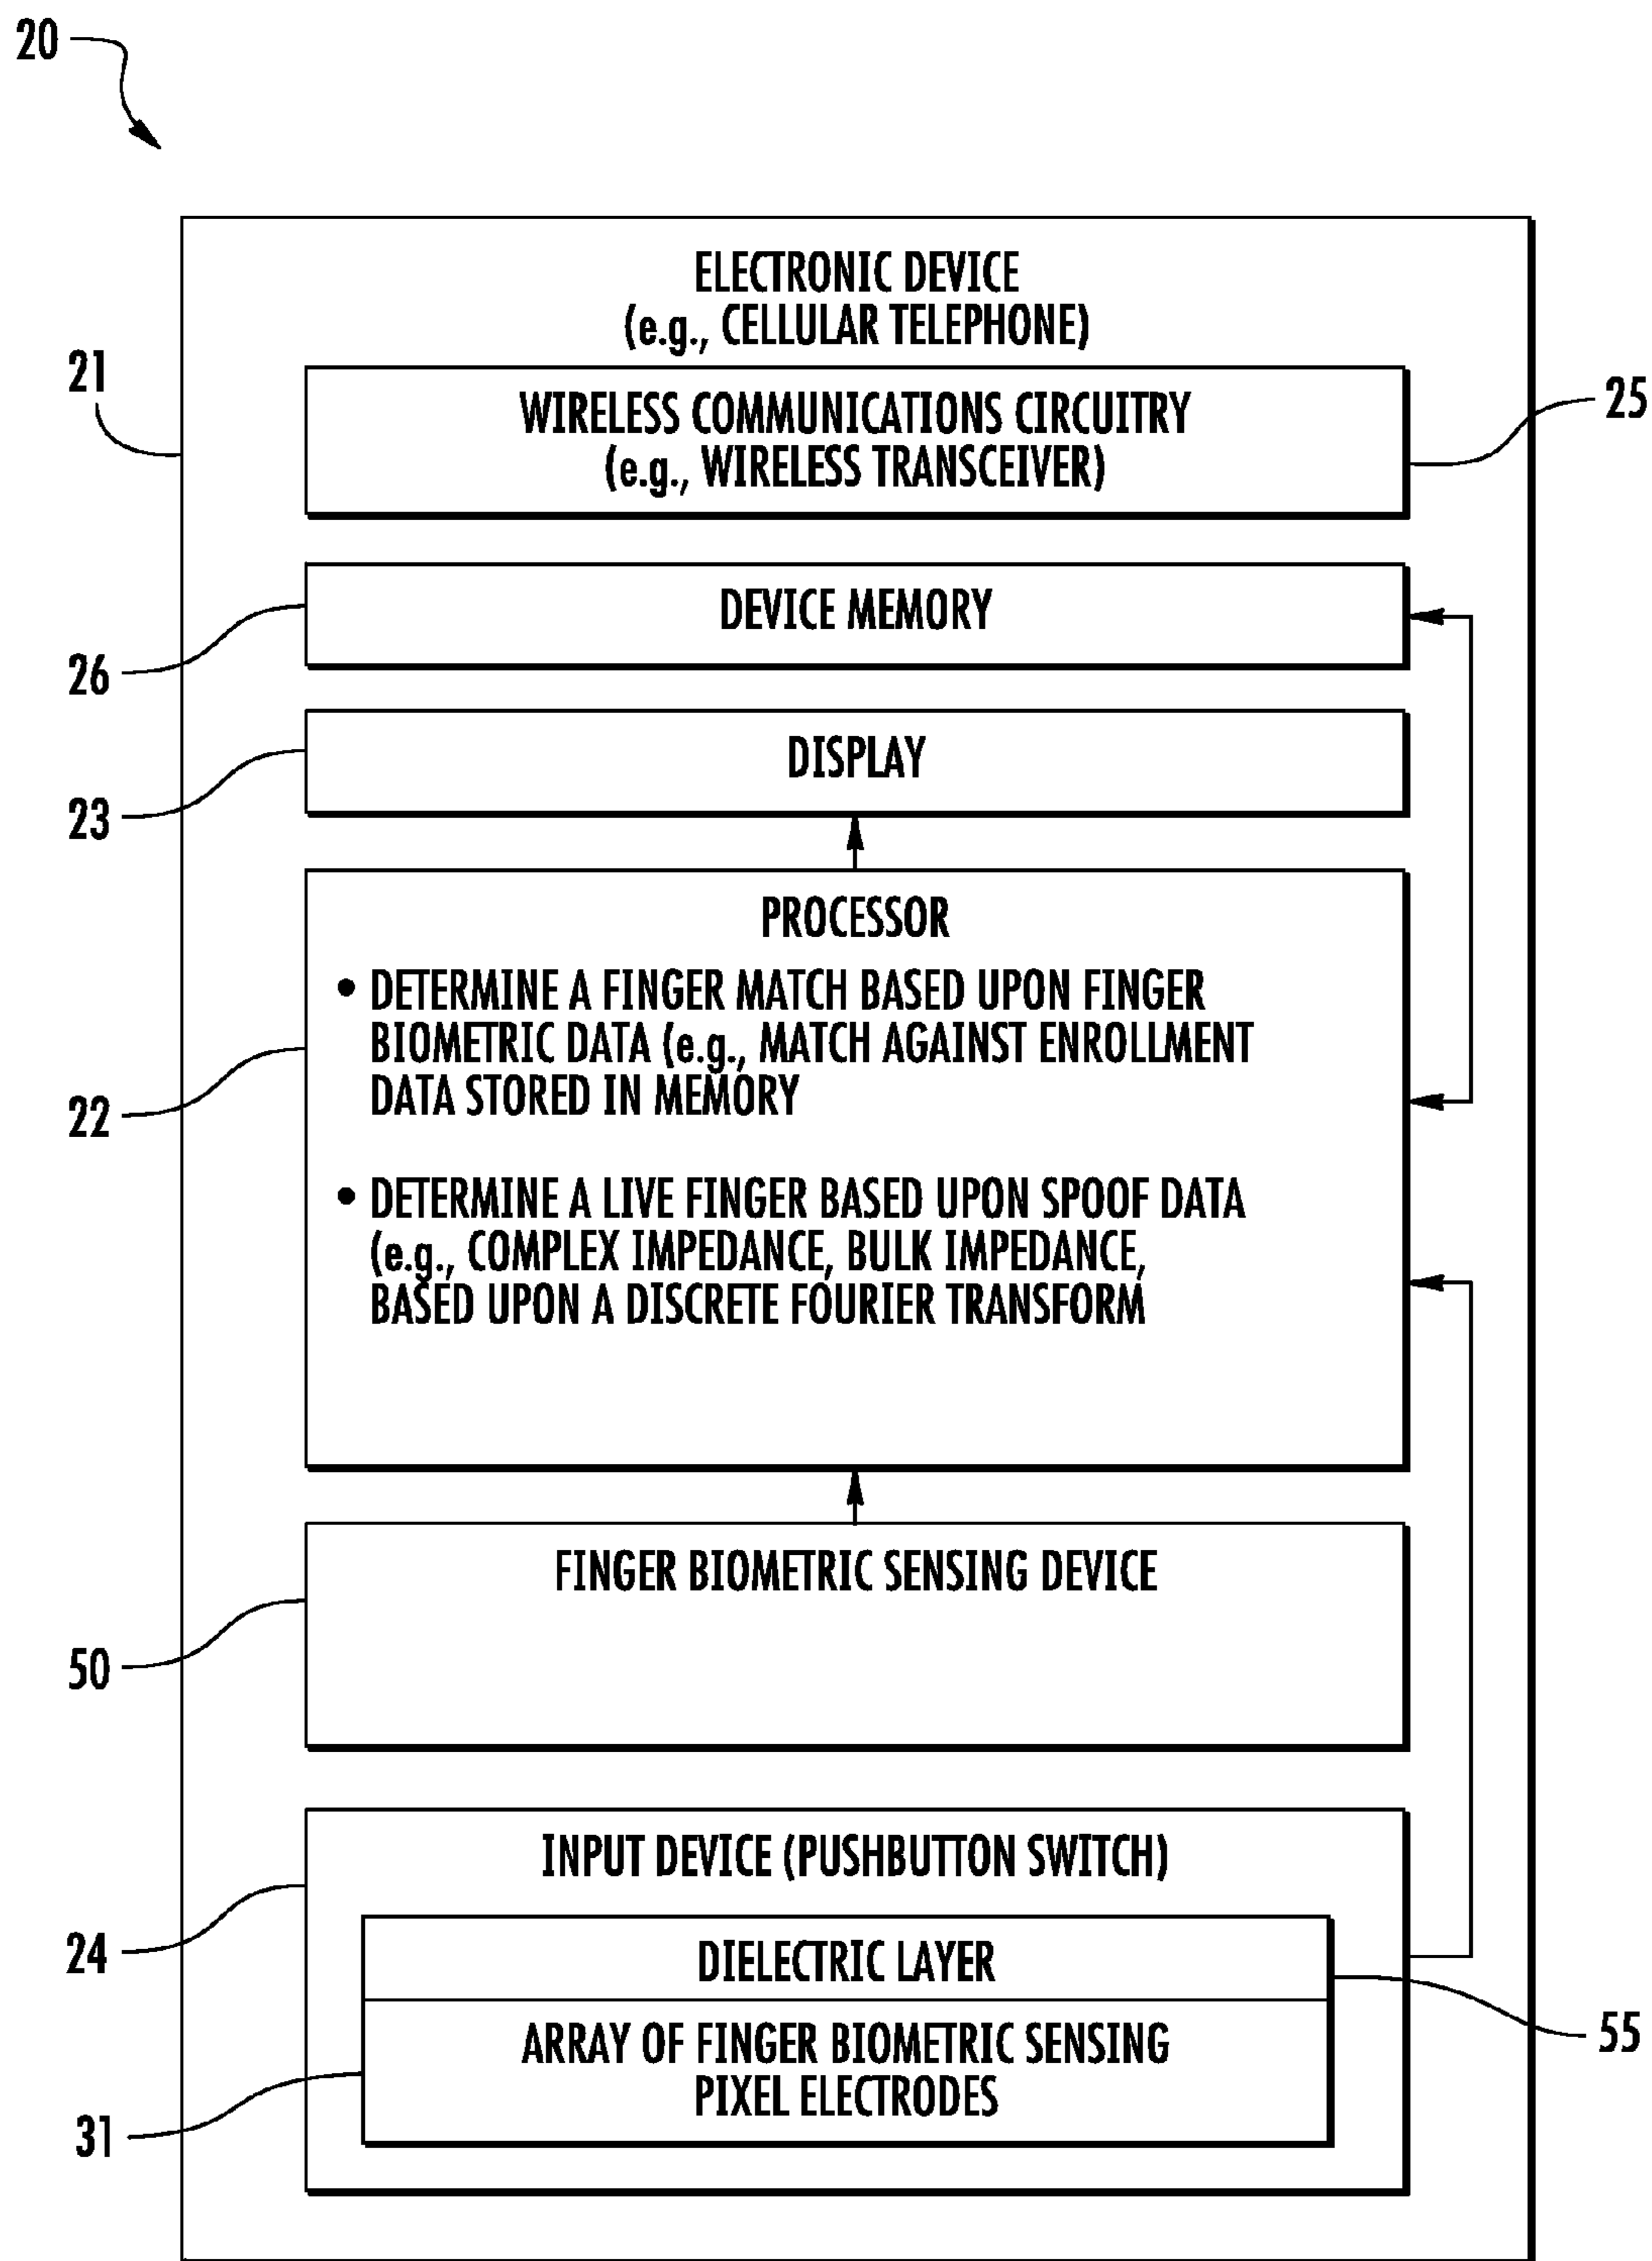 20
ELECTRONIC DEVICE
(e.g., CELLULAR TELEPHONE)
21
WIRELESS COMMUNICATIONS CIRCUITRY
(e.g., WIRELESS TRANSCEIVER)
25
DEVICE MEMORY
26
DISPLAY
23
PROCESSOR
• DETERMINE A FINGER MATCH BASED UPON FINGER
BIOMETRIC DATA (e.g., MATCH AGAINST ENROLLMENT
DATA STORED IN MEMORY
22
• DETERMINE A LIVE FINGER BASED UPON SPOOF DATA
(e.g., COMPLEX IMPEDANCE, BULK IMPEDANCE,
BASED UPON A DISCRETE FOURIER TRANSFORM
FINGER BIOMETRIC SENSING DEVICE
50
INPUT DEVICE (PUSHBUTTON SWITCH)
24
DIELECTRIC LAYER
55
ARRAY OF FINGER BIOMETRIC SENSING
PIXEL ELECTRODES
31